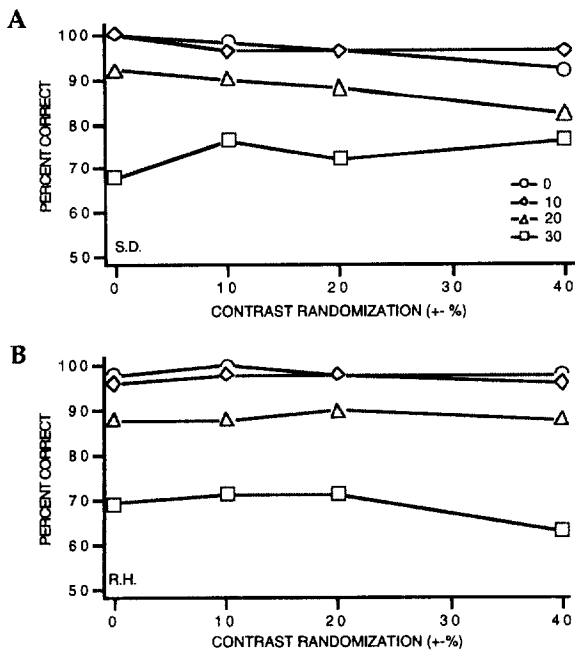 A
PERCENT CORRECT
100
90
80
70
60
50
S.D.
0
10
20
30
0 10 20 30 40
CONTRAST RANDOMIZATION (+- %)
B
PERCENT CORRECT
100
90
80
70
60
50
R.H.
0 10 20 30 40
CONTRAST RANDOMIZATION (+-%)